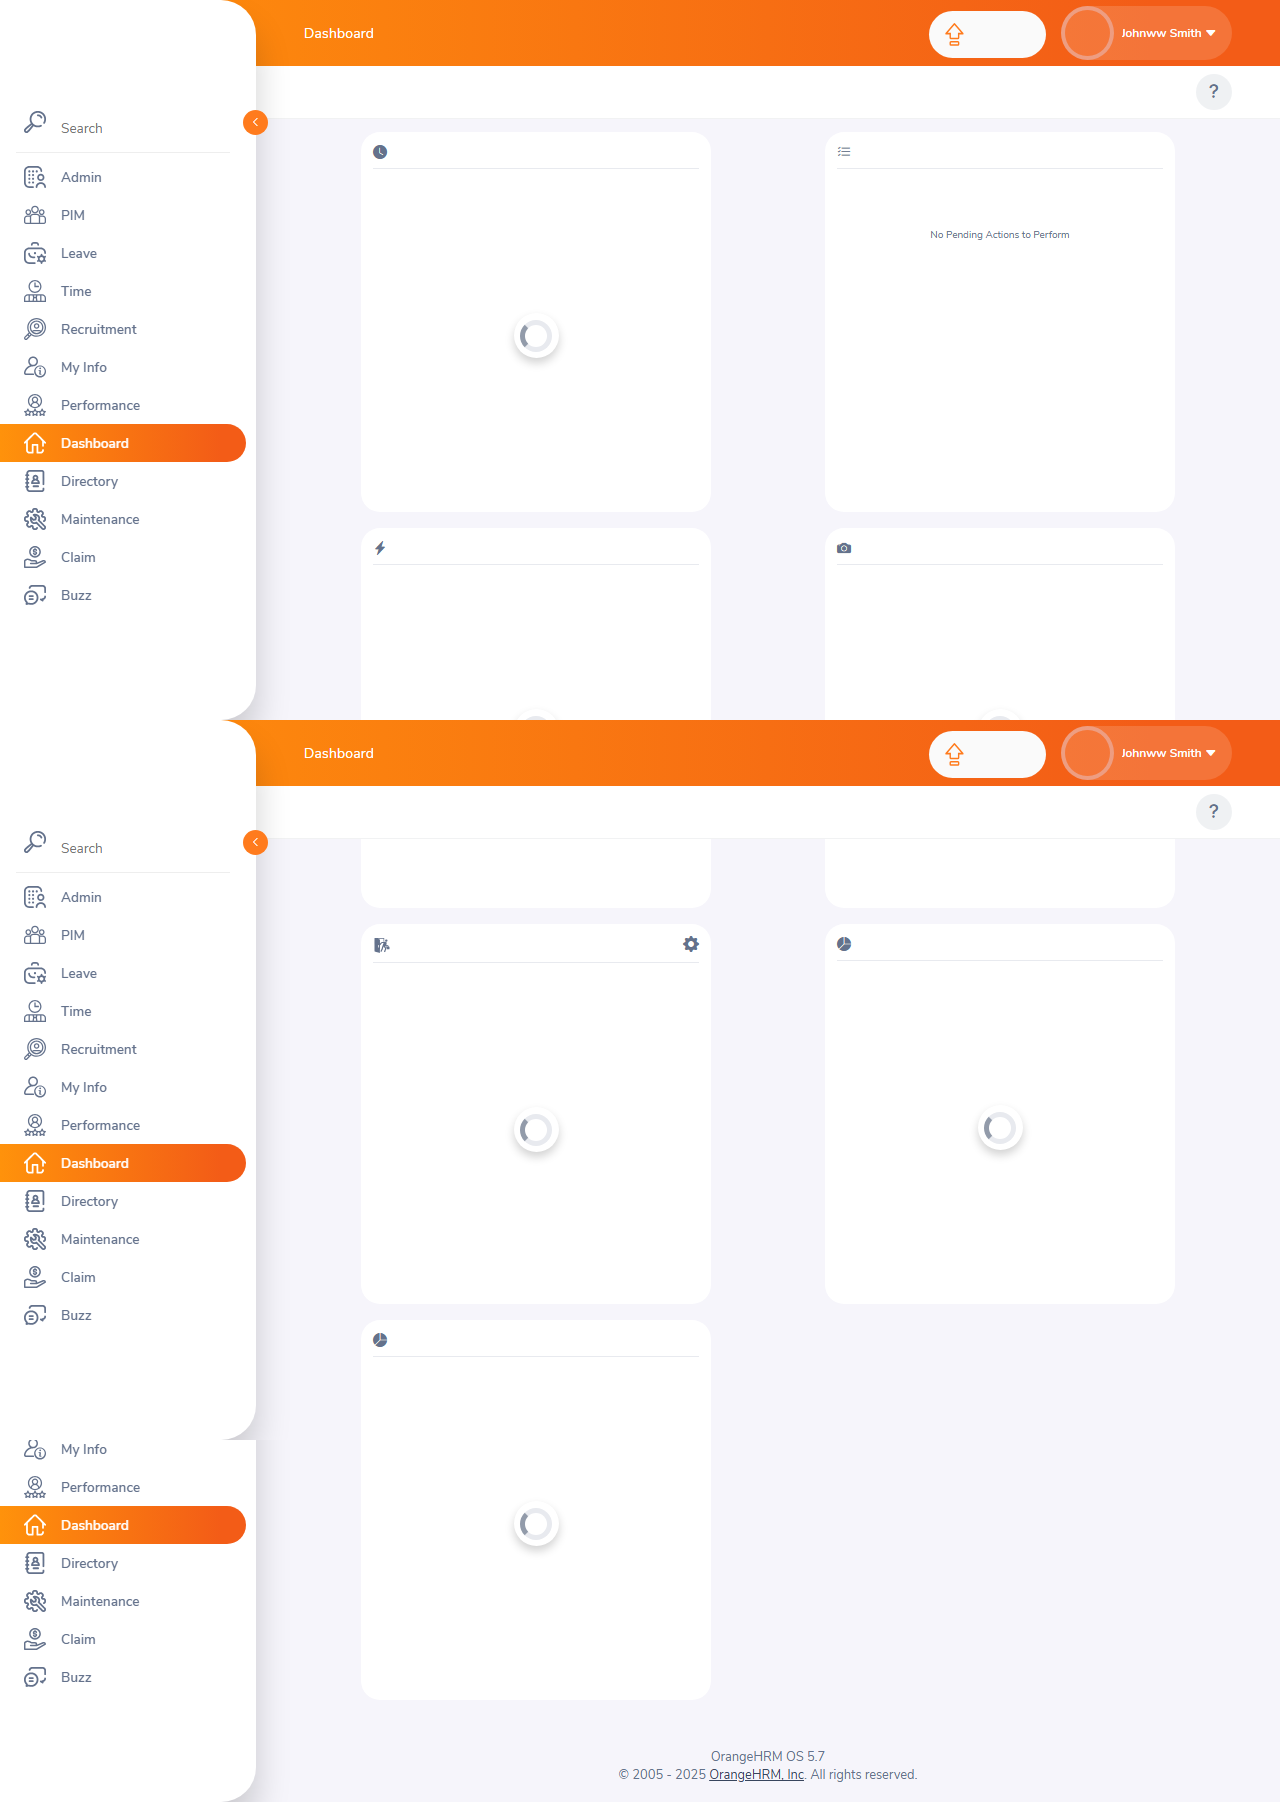 Dashboard
Johnww Smith
?
Search
Admin
PIM
Leave
Time
Recruitment
My Info
Performance
Dashboard
Directory
Maintenance
Claim
Buzz
No Pending Actions to Perform
Dashboard
Johnww Smith
?
Search
Admin
PIM
Leave
Time
Recruitment
My Info
Performance
Dashboard
Directory
Maintenance
Claim
Buzz
My Info
Performance
Dashboard
Directory
Maintenance
Claim
Buzz
OrangeHRM OS 5.7
© 2005 - 2025 OrangeHRM, Inc. All rights reserved.